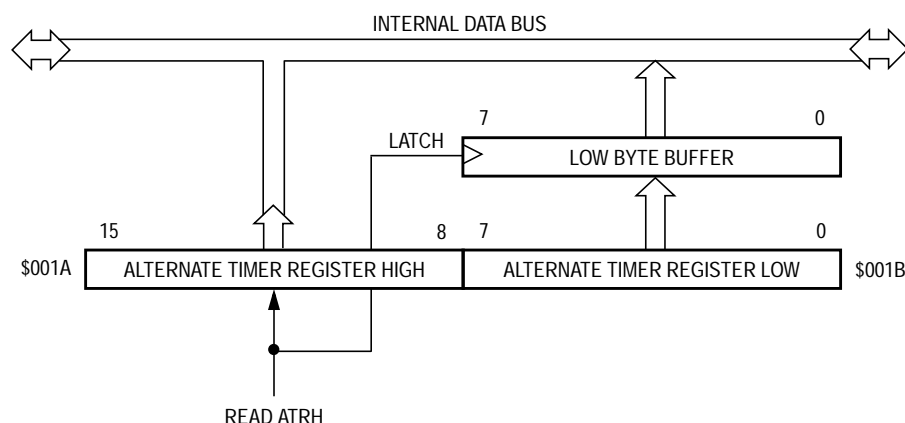 INTERNAL DATA BUS
7 0
LATCH
LOW BYTE BUFFER
15 8 7 0
$001A ALTERNATE TIMER REGISTER HIGH ALTERNATE TIMER REGISTER LOW $001B
READ ATRH